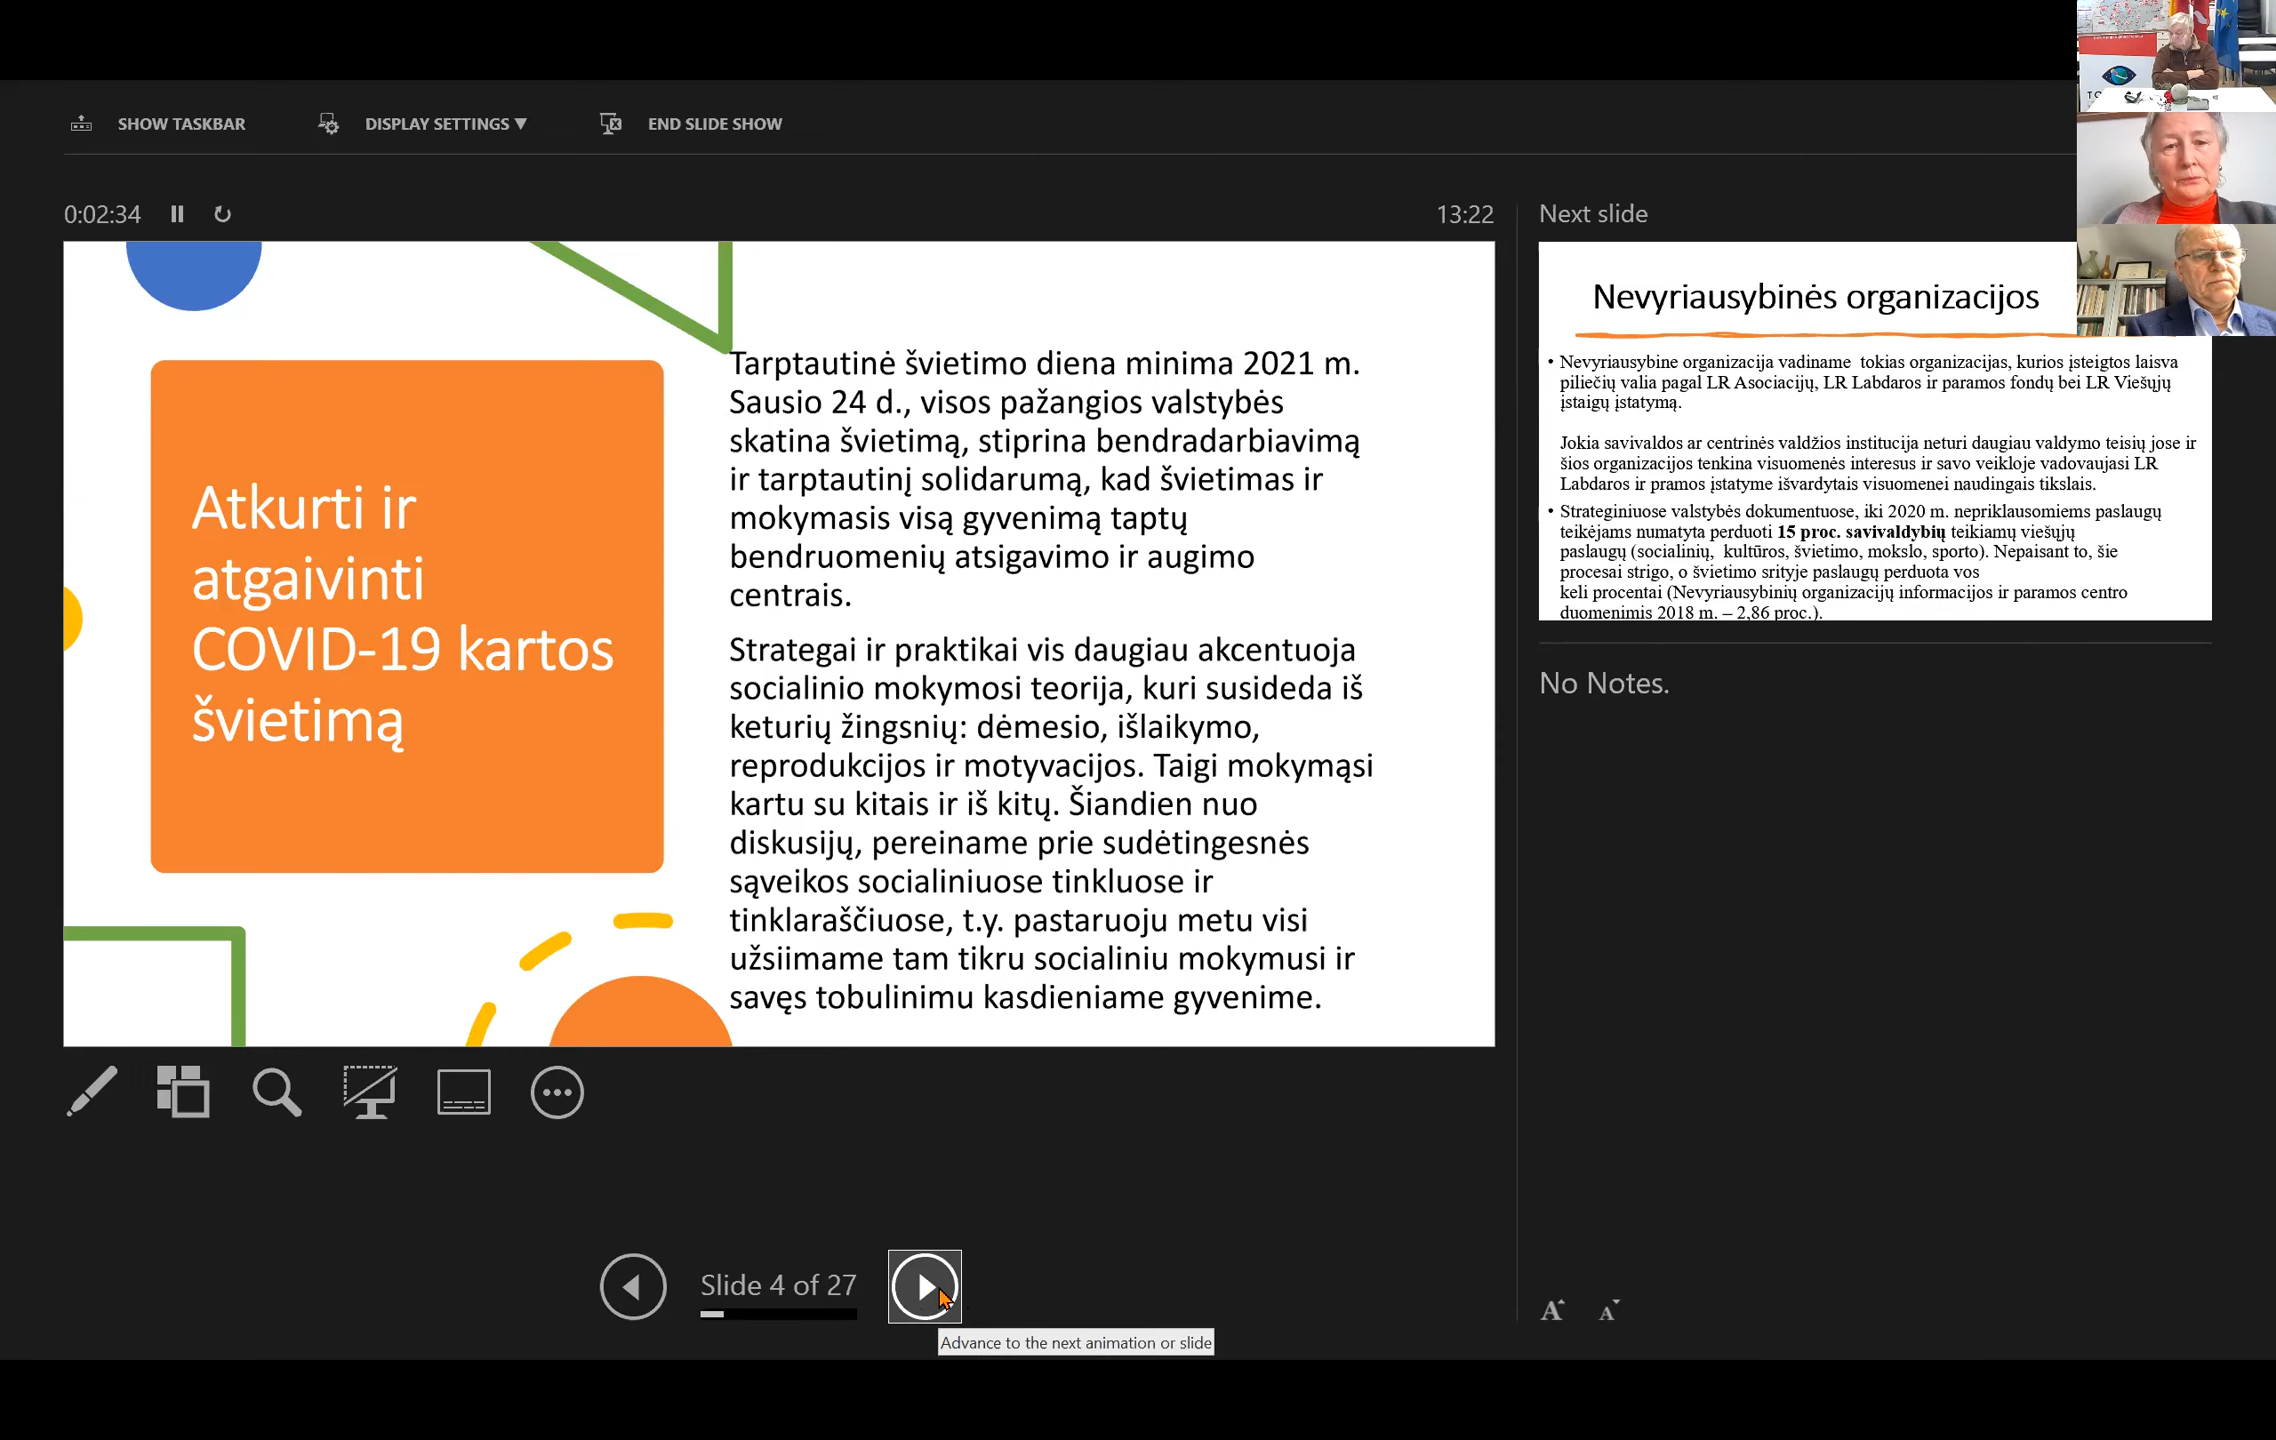 SHOW TASKBAR
DISPLAY SETTINGS ▼
END SLIDE SHOW
0:02:34
13:22
Atkurti ir
atgaivinti
COVID-19 kartos
švietimą
Tarptautinė švietimo diena minima 2021 m.
Sausio 24 d., visos pažangios valstybės
skatina švietimą, stiprina bendradarbiavimą
ir tarptautinį solidarumą, kad švietimas ir
mokymasis visą gyvenimą taptų
bendruomenių atsigavimo ir augimo
centrais.
Strategai ir praktikai vis daugiau akcentuoja
socialinio mokymosi teorija, kuri susideda iš
keturių žingsnių: dėmesio, išlaikymo,
reprodukcijos ir motyvacijos. Taigi mokymąsi
kartu su kitais ir iš kitų. Šiandien nuo
diskusijų, pereiname prie sudėtingesnės
sąveikos socialiniuose tinkluose ir
tinklaraščiuose, t.y. pastaruoju metu visi
užsiimame tam tikru socialiniu mokymusi ir
savęs tobulinimu kasdieniame gyvenime.
Next slide
Nevyriausybinės organizacijos
• Nevyriausybine organizacija vadiname tokias organizacijas, kurios įsteigtos laisva
piliečių valia pagal LR Asociacijų, LR Labdaros ir paramos fondų bei LR Viešųjų
įstaigų įstatymą.
Jokia savivaldos ar centrinės valdžios institucija neturi daugiau valdymo teisių jose ir
šios organizacijos tenkina visuomenės interesus ir savo veikloje vadovaujasi LR
Labdaros ir pramos įstatyme išvardytais visuomenei naudingais tikslais.
• Strateginiuose valstybės dokumentuose, iki 2020 m. nepriklausomiems paslaugų
teikėjams numatyta perduoti 15 proc. savivaldybių teikiamų viešųjų
paslaugų (socialinių, kultūros, švietimo, mokslo, sporto). Nepaisant to, šie
procesai strigo, o švietimo srityje paslaugų perduota vos
keli procentai (Nevyriausybinių organizacijų informacijos ir paramos centro
duomenimis 2018 m. – 2,86 proc.).
No Notes.
Slide 4 of 27
Advance to the next animation or slide
A A